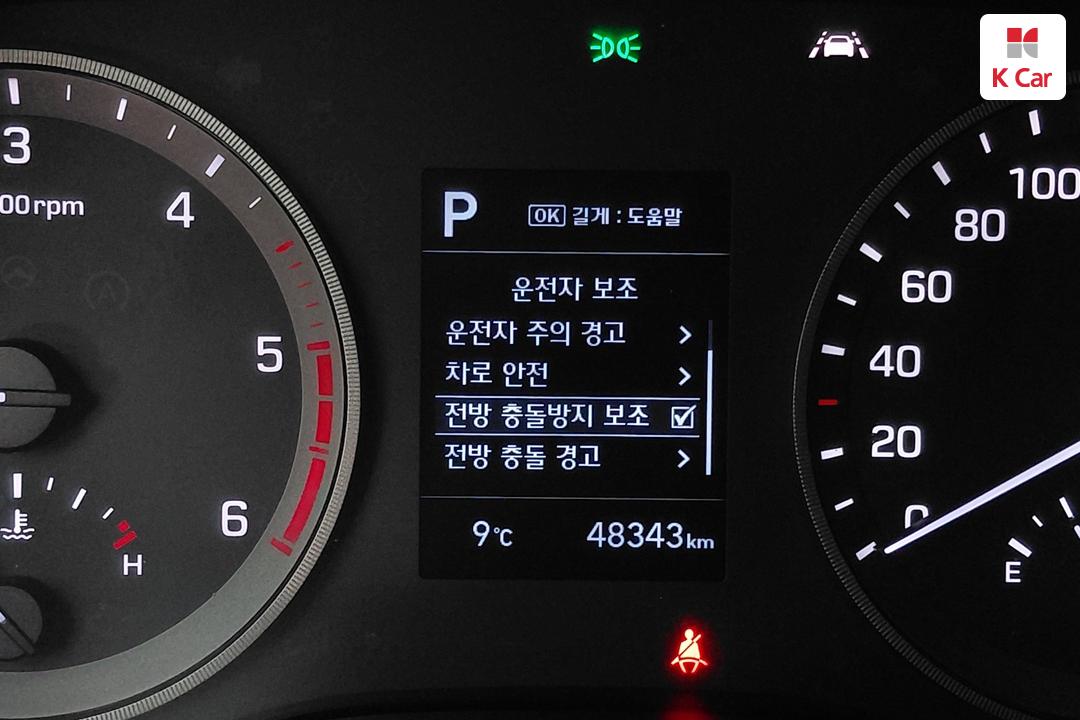 K Car
3
4
00rpm
5
6
H
P
OK 길게 : 도움말
운전자 보조
운전자 주의 경고
차로 안전
전방 충돌방지 보조
전방 충돌 경고
9℃
48343km
100
80
60
40
20
0
E